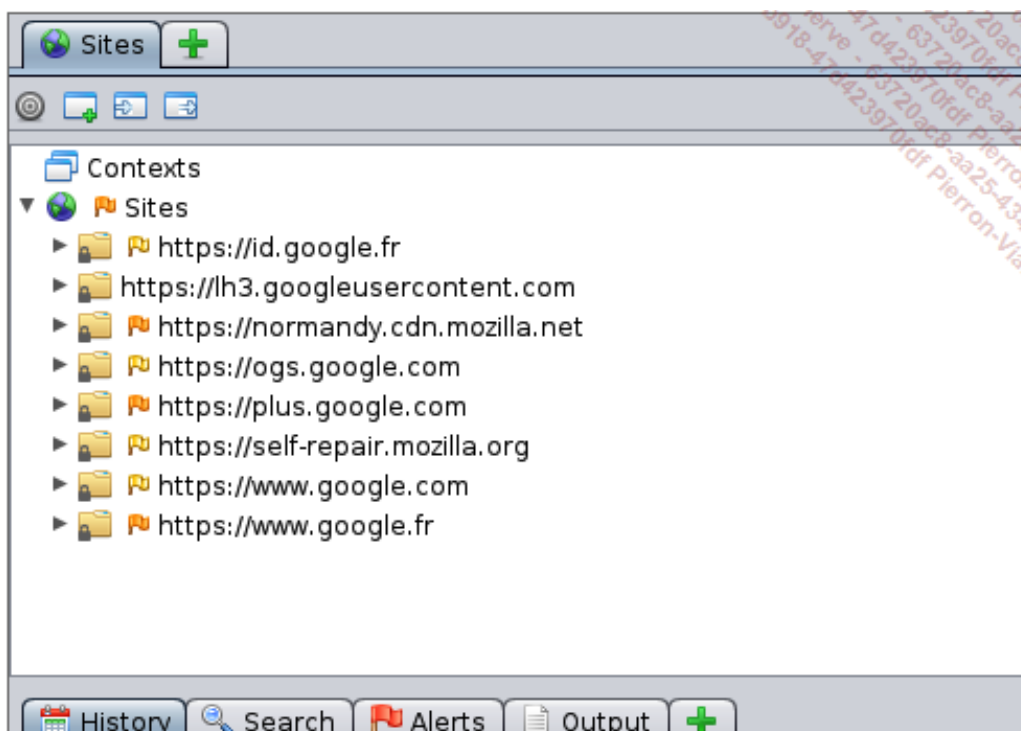 Sites
Contexts
Sites
https://id.google.fr
https://lh3.googleusercontent.com
https://normandy.cdn.mozilla.net
https://ogs.google.com
https://plus.google.com
https://self-repair.mozilla.org
https://www.google.com
https://www.google.fr
History Search Alerts Output